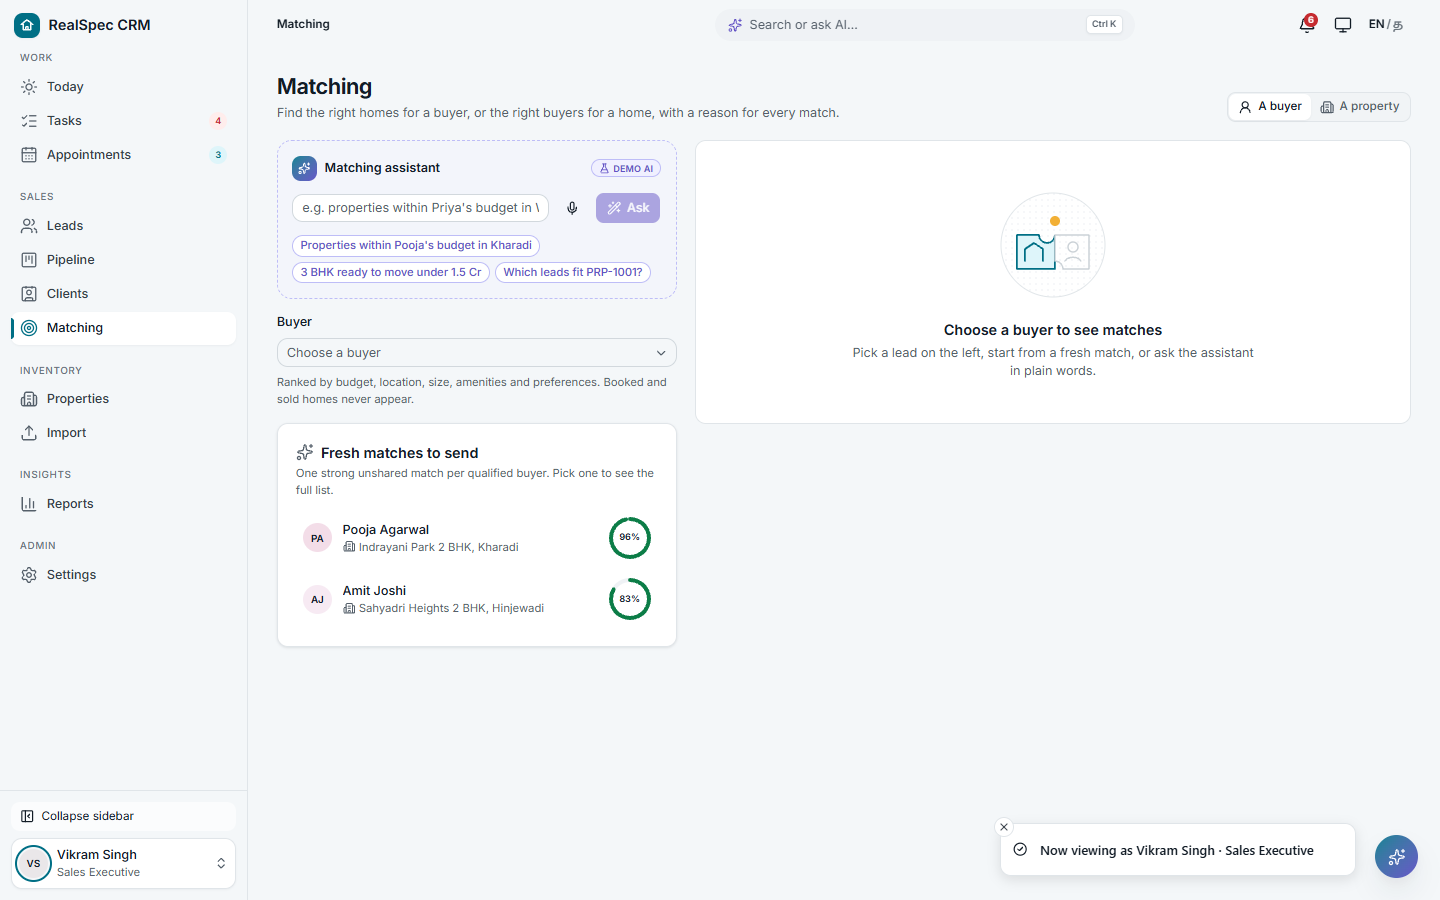 RealSpec CRM
WORK
Today
Tasks
4
Appointments
3
SALES
Leads
Pipeline
Clients
Matching
INVENTORY
Properties
Import
INSIGHTS
Reports
ADMIN
Settings
Collapse sidebar
VS
Vikram Singh
Sales Executive
Matching
Search or ask AI...
Ctrl K
6
EN / த
Matching
Find the right homes for a buyer, or the right buyers for a home, with a reason for every match.
A buyer
A property
Matching assistant
DEMO AI
e.g. properties within Priya's budget in
Ask
Properties within Pooja's budget in Kharadi
3 BHK ready to move under 1.5 Cr
Which leads fit PRP-1001?
Buyer
Choose a buyer
Ranked by budget, location, size, amenities and preferences. Booked and
sold homes never appear.
Fresh matches to send
One strong unshared match per qualified buyer. Pick one to see the
full list.
PA
Pooja Agarwal
Indrayani Park 2 BHK, Kharadi
96%
AJ
Amit Joshi
Sahyadri Heights 2 BHK, Hinjewadi
83%
Choose a buyer to see matches
Pick a lead on the left, start from a fresh match, or ask the assistant
in plain words.
Now viewing as Vikram Singh · Sales Executive